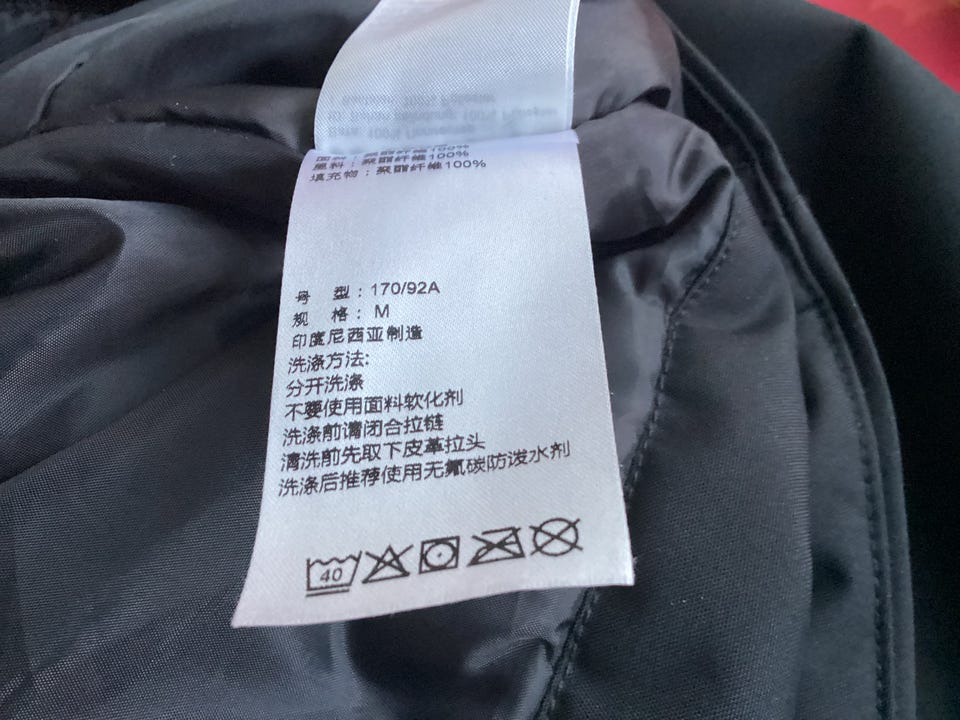 聚酯纤维100%
里料:聚酯纤维100%
填充物:聚酯纤维100%
号 型:170/92A
规 格:M
印度尼西亚制造
洗涤方法:
分开洗涤
不要使用面料软化剂
洗涤前请闭合拉链
清洗前先取下皮革拉头
洗涤后推荐使用无氟碳防泼水剂
40